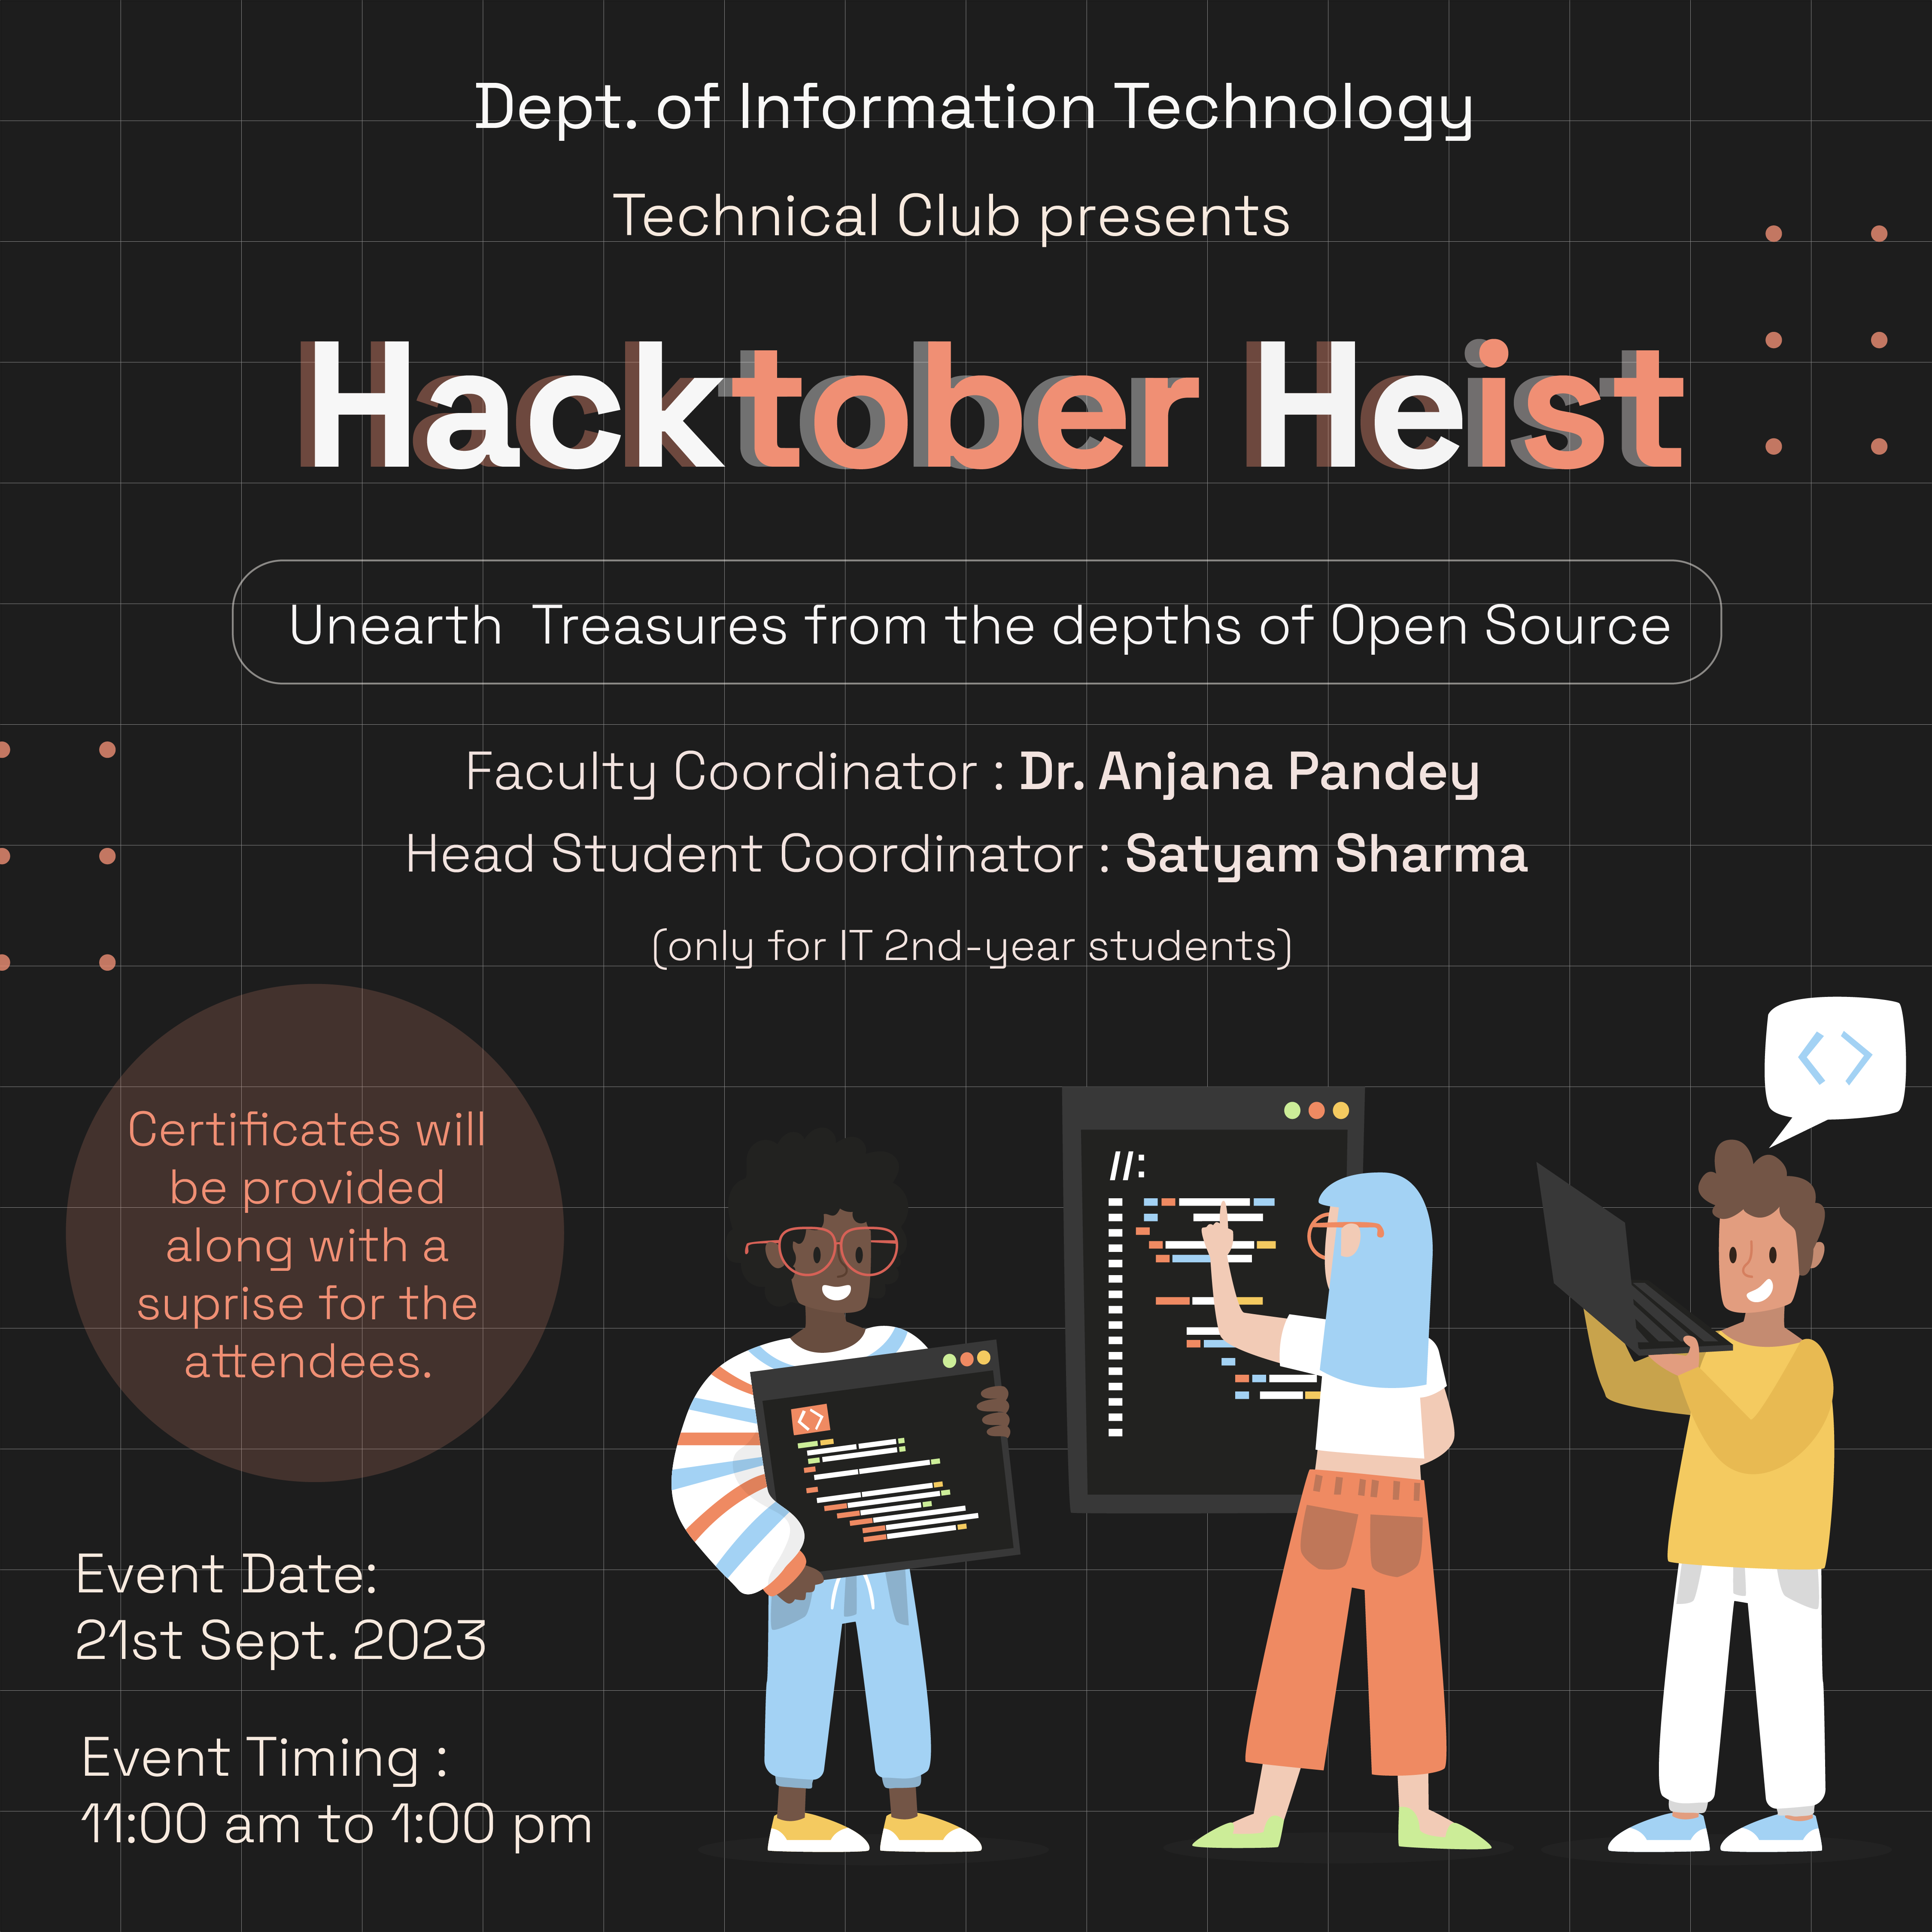 Dept. of Information Technology
Technical Club presents
Hacktober Heist
Unearth Treasures from the depths of Open Source
Faculty Coordinator : Dr. Anjana Pandey
Head Student Coordinator : Satyam Sharma
(only for IT 2nd-year students)
<>
//:
Certificates will
be provided
along with a
suprise for the
attendees.
<>
Event Date:
21st Sept. 2023
Event Timing :
11:00 am to 1:00 pm